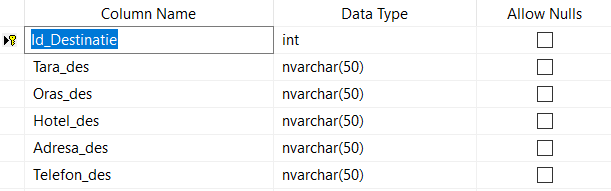 Column Name Data Type Allow Nulls
Id_Destinatie int
Tara_des nvarchar(50)
Oras_des nvarchar(50)
Hotel_des nvarchar(50)
Adresa_des nvarchar(50)
Telefon_des nvarchar(50)